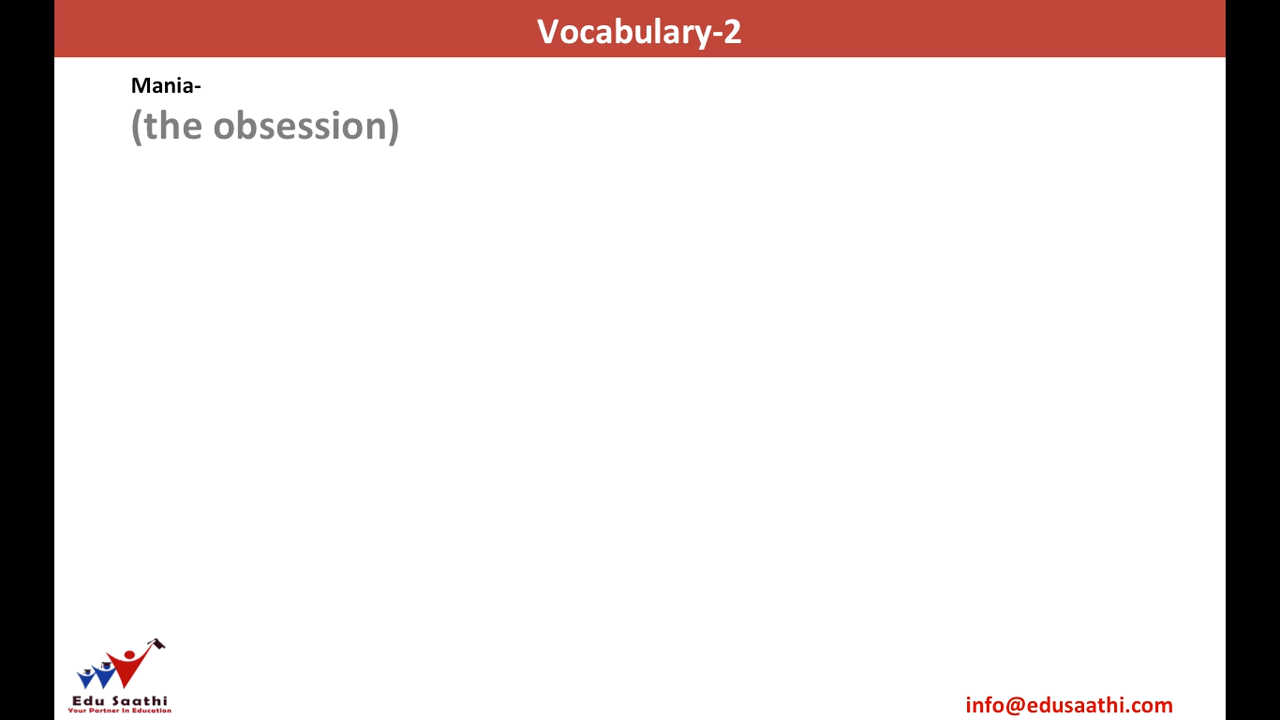 Vocabulary-2
Mania-
(the obsession)
Edu Saathi
Your Partner In Education
info@edusaathi.com